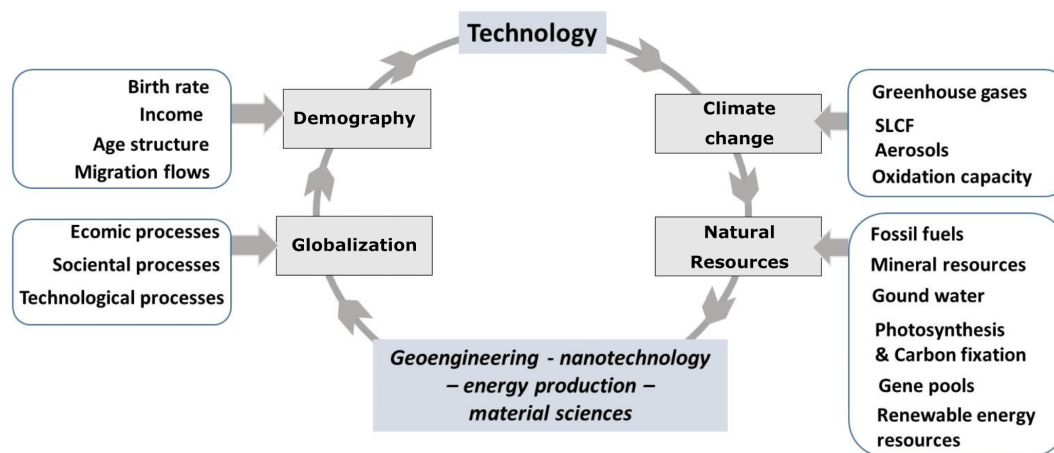 Technology
Birth rate
Income
Age structure
Migration flows
Demography
Climate
change
Greenhouse gases
SLCF
Aerosols
Oxidation capacity
Ecomic processes
Sociental processes
Technological processes
Globalization
Natural
Resources
Fossil fuels
Mineral resources
Gound water
Photosynthesis
& Carbon fixation
Gene pools
Renewable energy
resources
Geoengineering - nanotechnology
– energy production –
material sciences